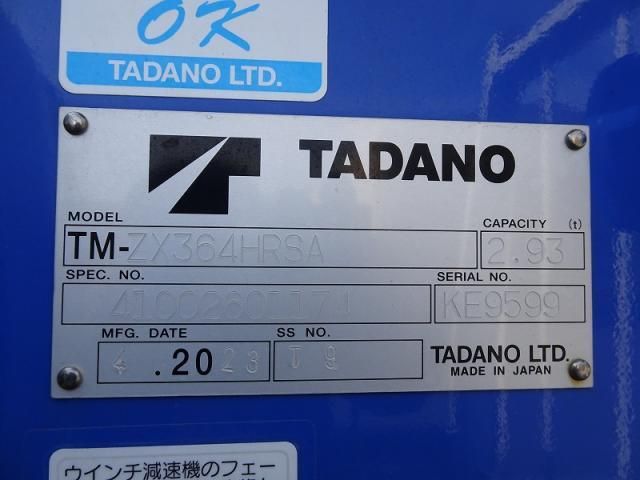 OK
TADANO LTD.
TADANO
MODEL
TM-ZX364HRSA
CAPACITY (t)
2.93
SPEC. NO.
SERIAL NO.
KE9599
MFG. DATE
4 .2023
SS NO.
TADANO LTD.
MADE IN JAPAN
ウインチ減速機のフェー